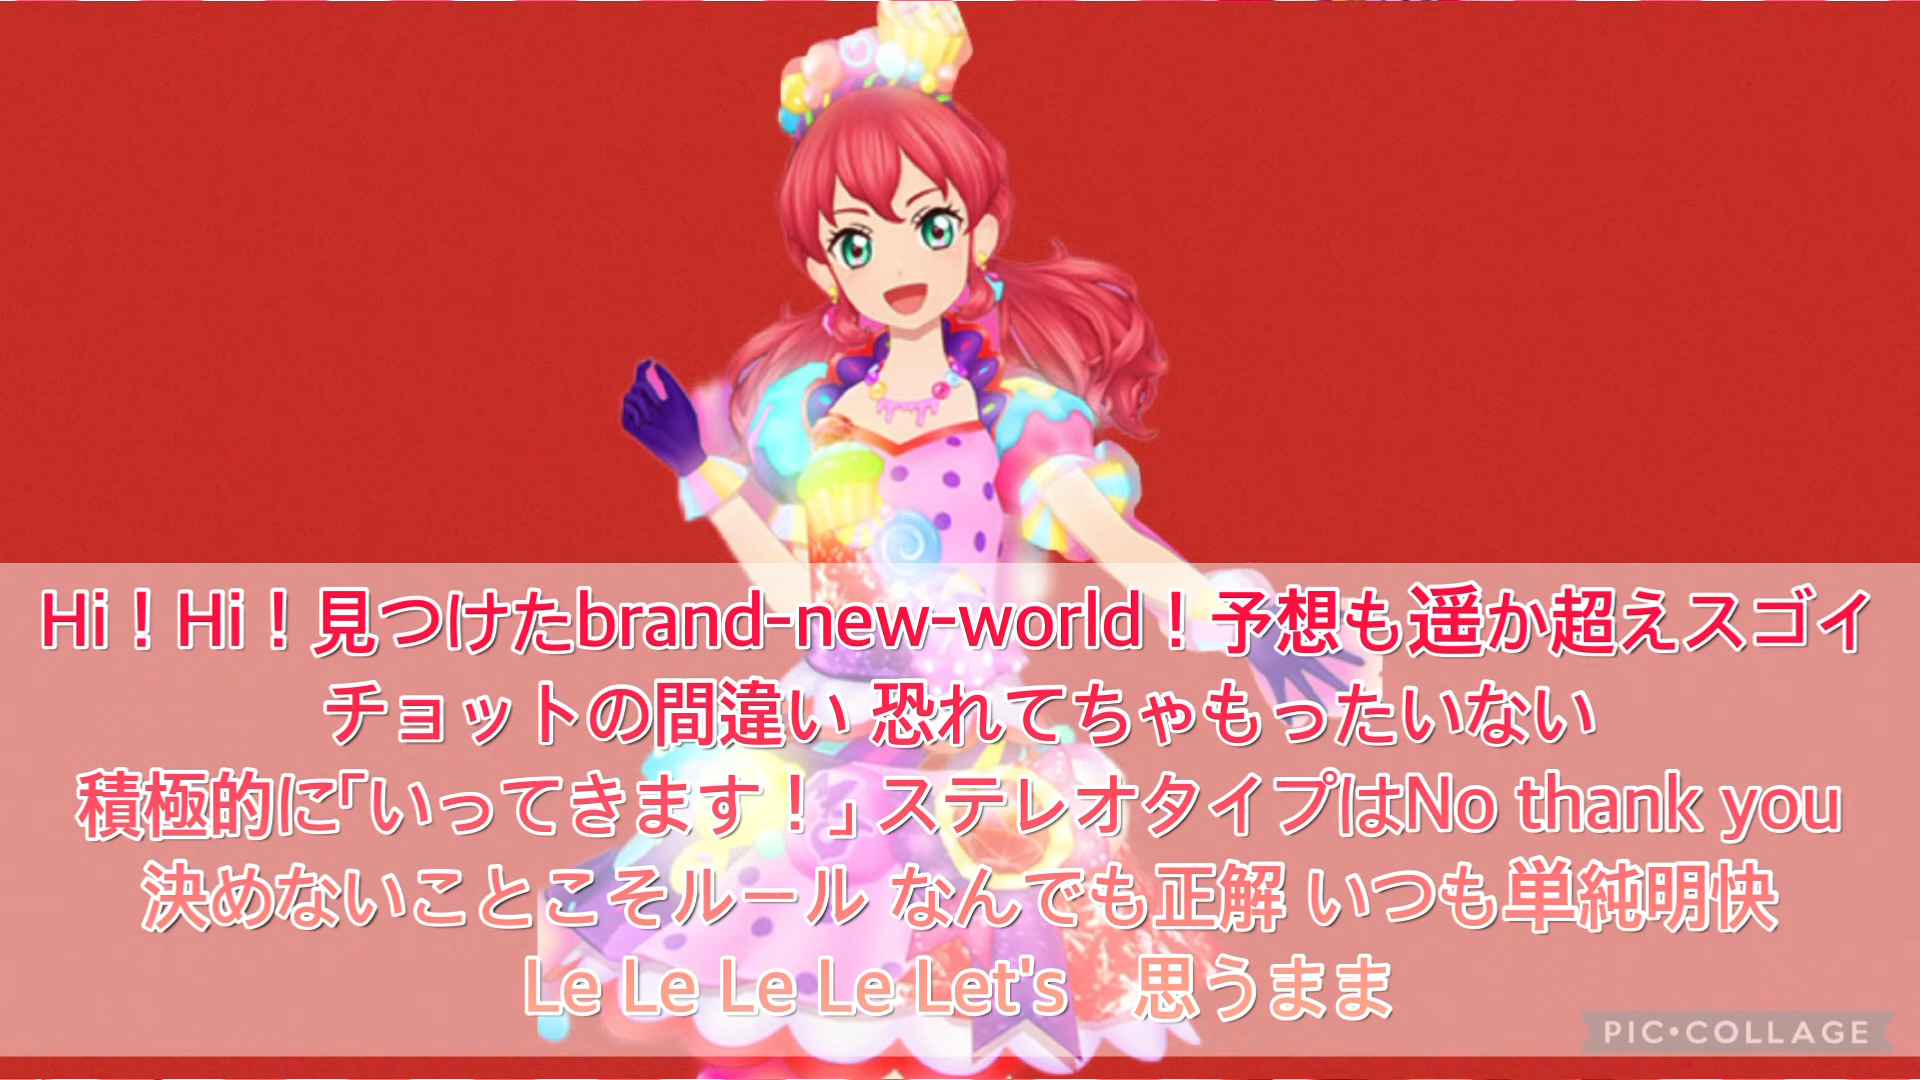 Hi！Hi！見つけたbrand-new-world！予想も遥か超えスゴイ
チョットの間違い 恐れてちゃもったいない
積極的に「いってきます！」ステレオタイプはNo thank you
決めないことこそルール なんでも正解 いつも単純明快
Le Le Le Le Let's　思うまま
PIC•COLLAGE